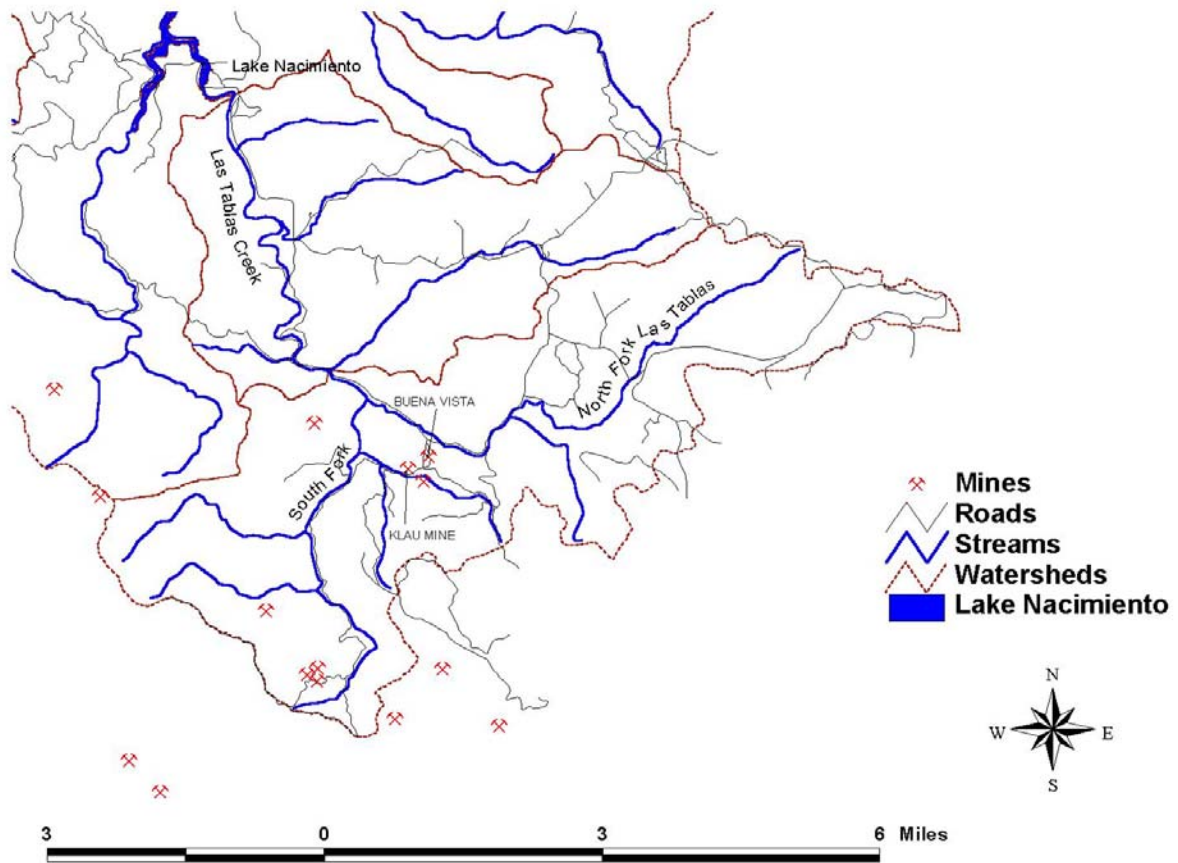 Lake Nacimiento
Las Tablas Creek
North Fork Las Tablas
BUENA VISTA
South Fork
KLAU MINE
Mines
Roads
Streams
Watersheds
Lake Nacimiento
N
W E
S
3 0 3 6 Miles